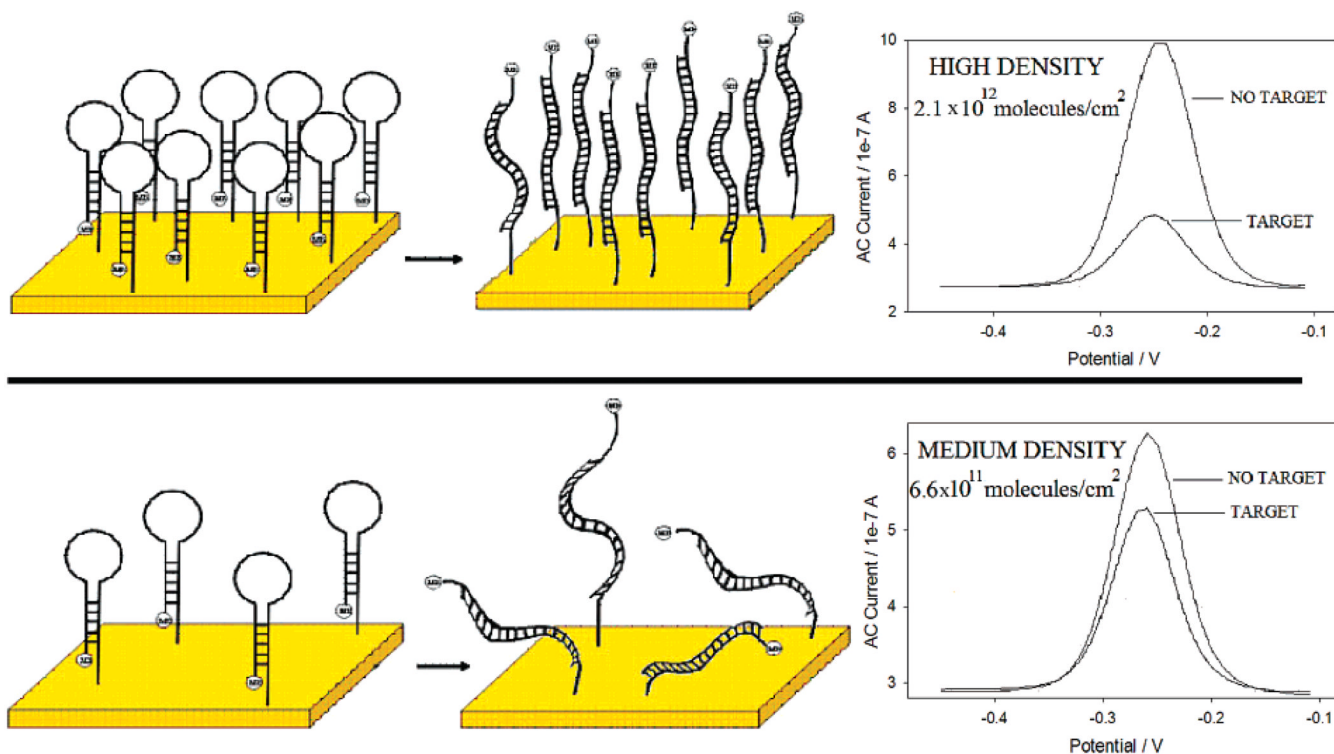 HIGH DENSITY
2.1 x 10^12 molecules/cm^2
NO TARGET
TARGET
AC Current / 1e-7 A
10
8
6
4
2
-0.4 -0.3 -0.2 -0.1
Potential / V
MEDIUM DENSITY
6.6x10^11 molecules/cm^2
NO TARGET
TARGET
AC Current / 1e-7 A
6
5
4
3
-0.4 -0.3 -0.2 -0.1
Potential / V